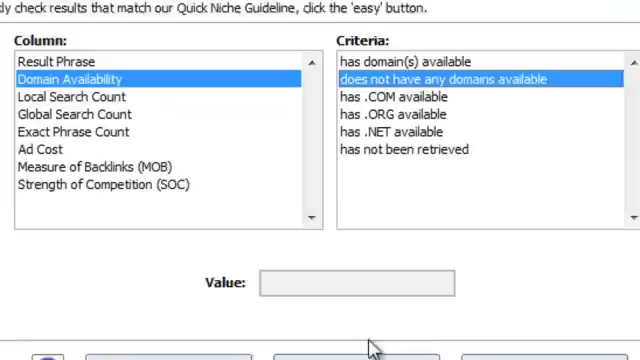 ly check results that match our Quick Niche Guideline, click the 'easy' button.
Column:
Result Phrase
Domain Availability
Local Search Count
Global Search Count
Exact Phrase Count
Ad Cost
Measure of Backlinks (MOB)
Strength of Competition (SOC)
Criteria:
has domain(s) available
does not have any domains available
has .COM available
has .ORG available
has .NET available
has not been retrieved
Value: